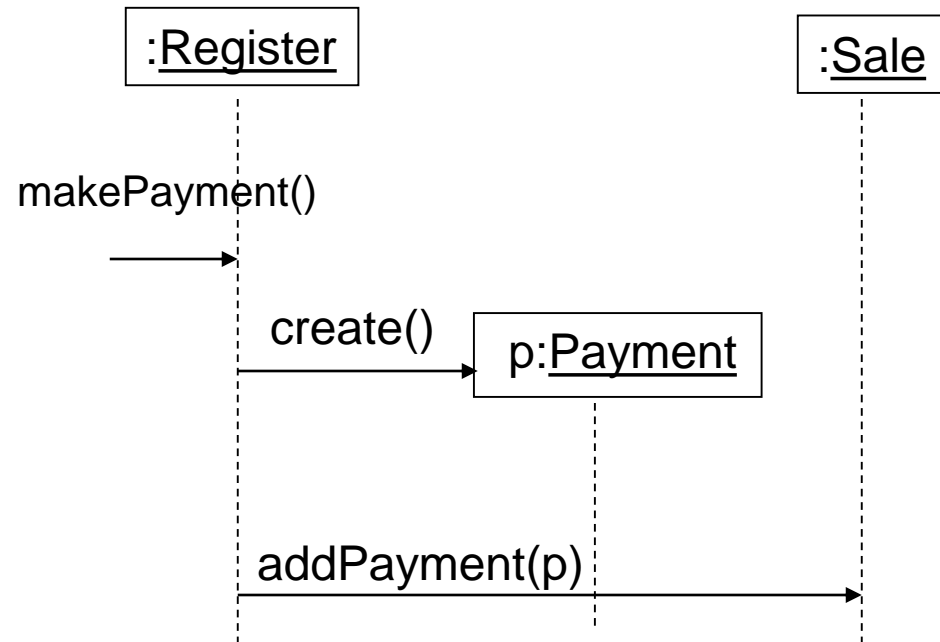 :Register
:Sale
makePayment()
create()
p:Payment
addPayment(p)